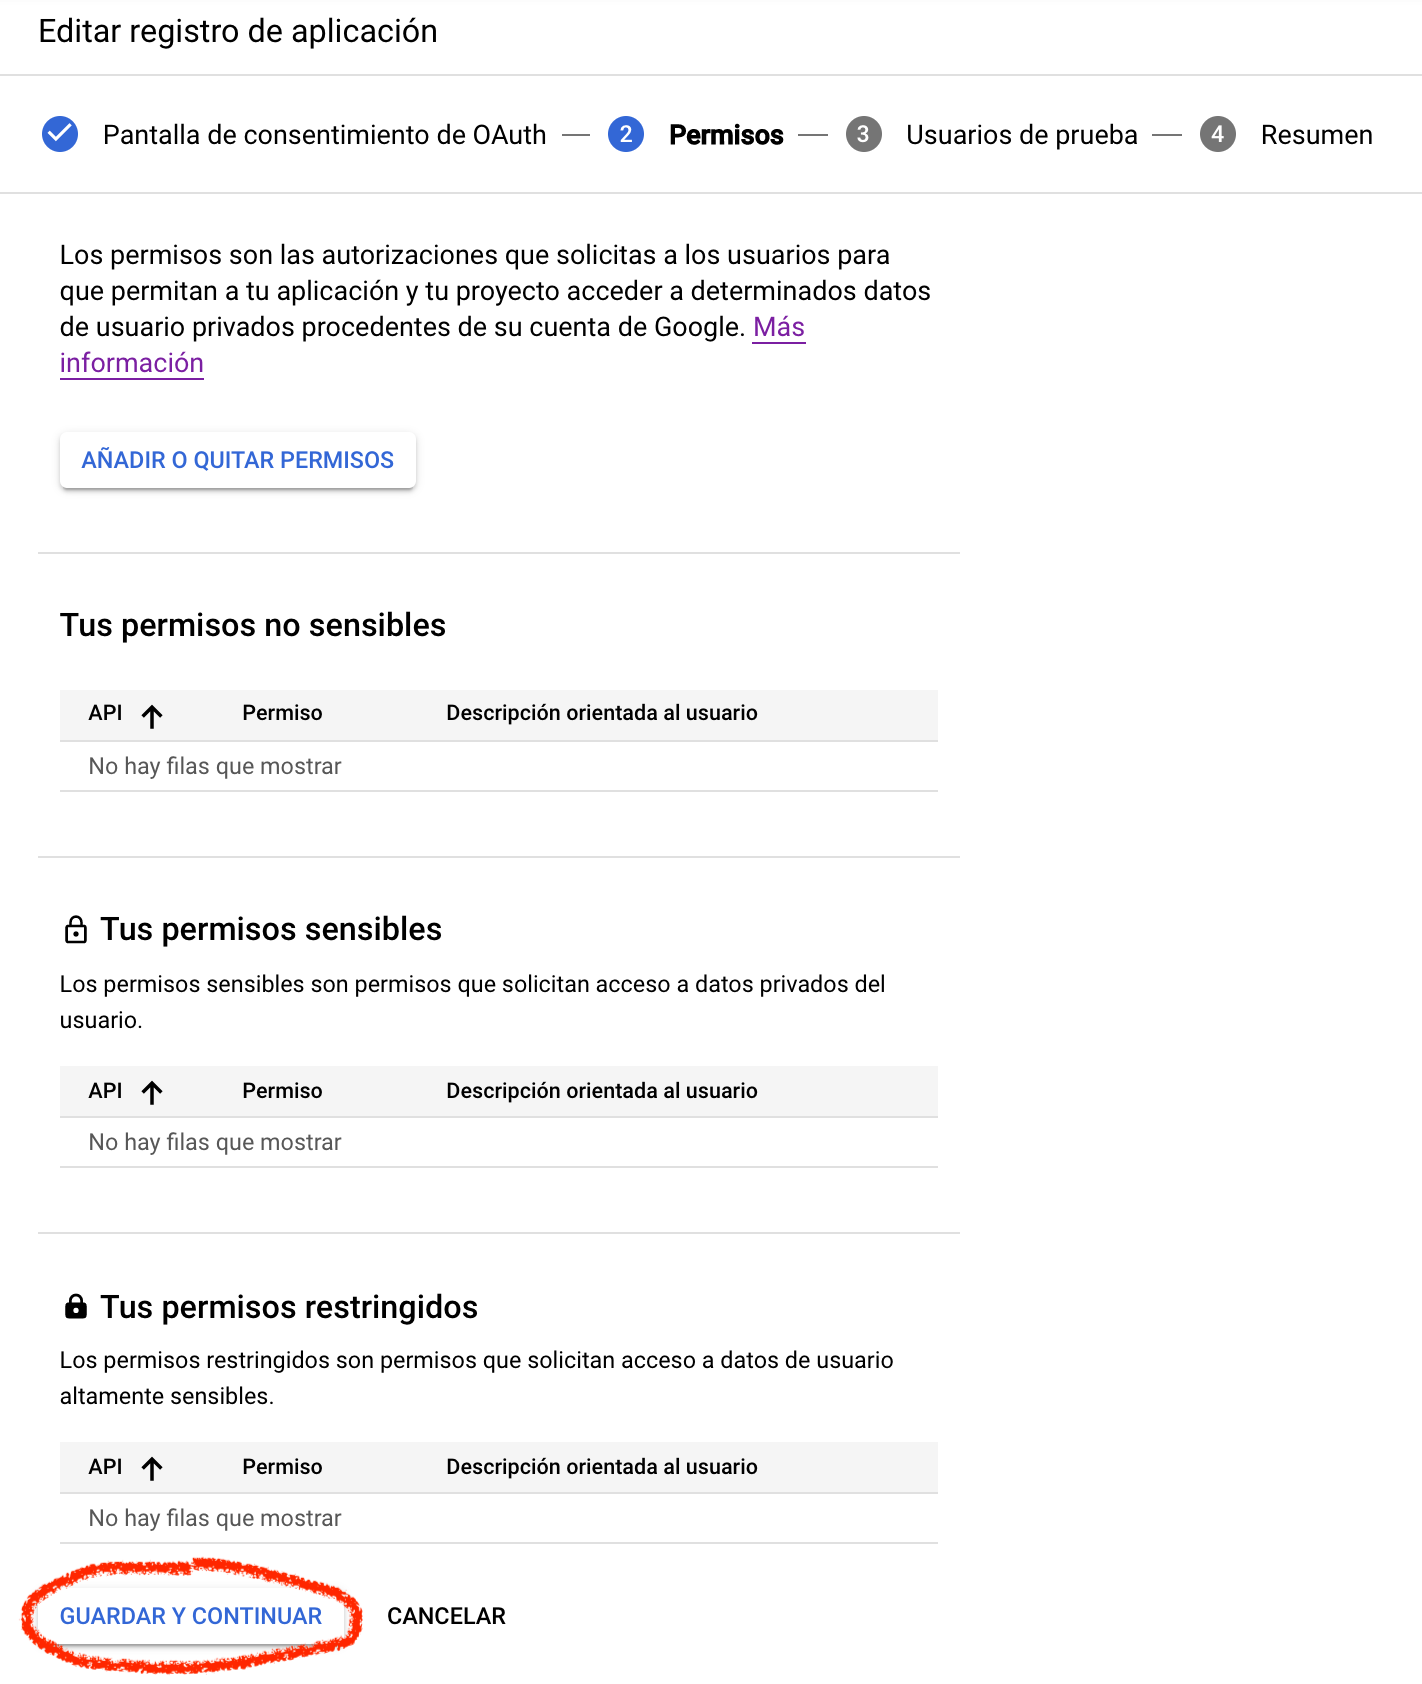 Editar registro de aplicación
Pantalla de consentimiento de OAuth — 2 Permisos — 3 Usuarios de prueba — 4 Resumen
Los permisos son las autorizaciones que solicitas a los usuarios para
que permitan a tu aplicación y tu proyecto acceder a determinados datos
de usuario privados procedentes de su cuenta de Google. Más
información
AÑADIR O QUITAR PERMISOS
Tus permisos no sensibles
API Permiso Descripción orientada al usuario
No hay filas que mostrar
Tus permisos sensibles
Los permisos sensibles son permisos que solicitan acceso a datos privados del
usuario.
API Permiso Descripción orientada al usuario
No hay filas que mostrar
Tus permisos restringidos
Los permisos restringidos son permisos que solicitan acceso a datos de usuario
altamente sensibles.
API Permiso Descripción orientada al usuario
No hay filas que mostrar
GUARDAR Y CONTINUAR CANCELAR